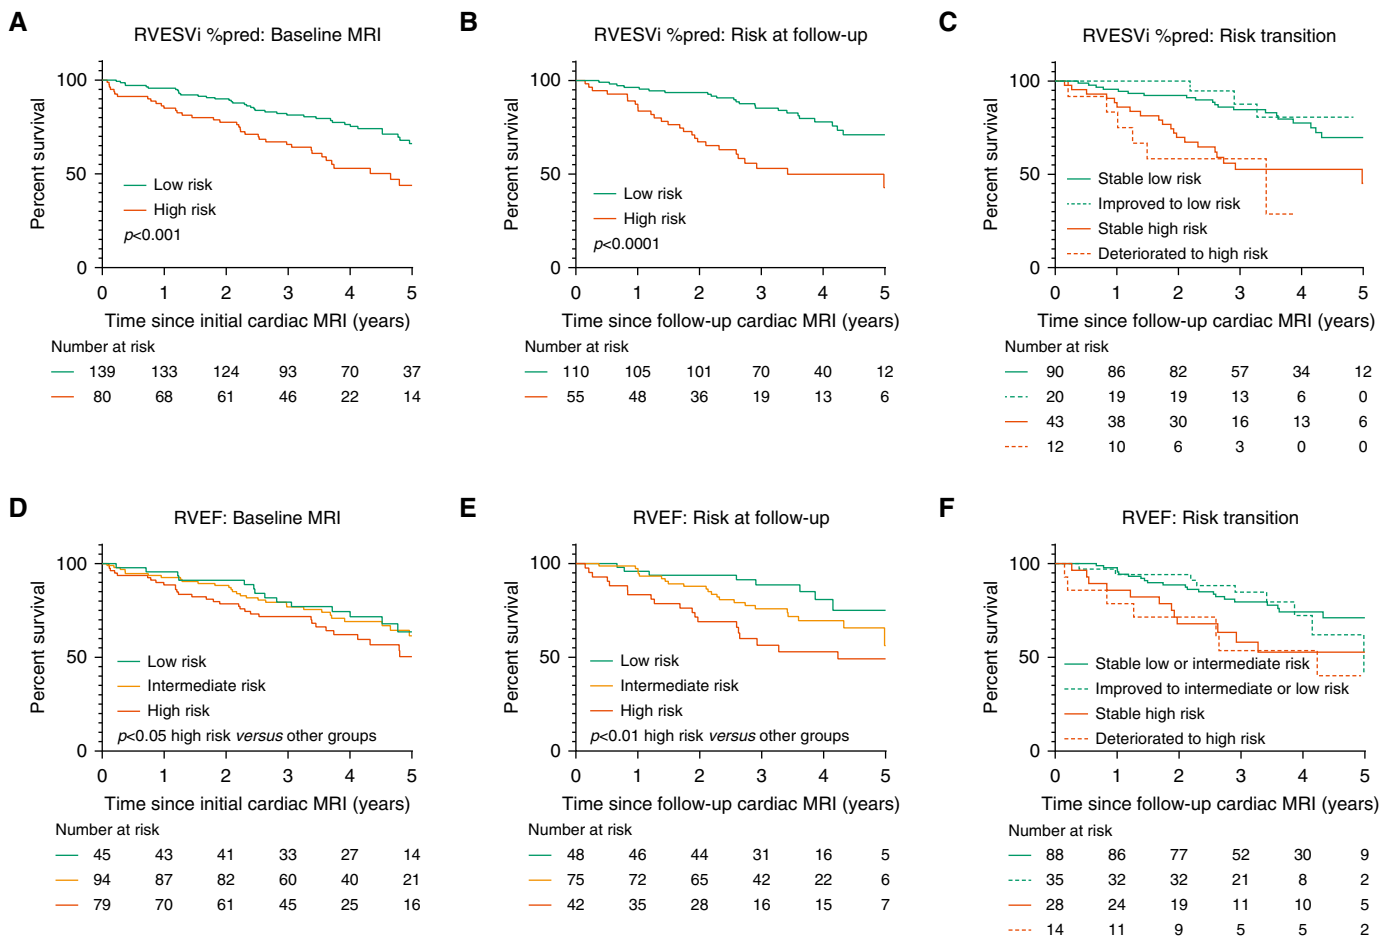 A
RVESVi %pred: Baseline MRI
Percent survival
100
50
0
Low risk
High risk
p<0.001
0 1 2 3 4 5
Time since initial cardiac MRI (years)
Number at risk
139 133 124 93 70 37
80 68 61 46 22 14
B
RVESVi %pred: Risk at follow-up
Percent survival
100
50
0
Low risk
High risk
p<0.0001
0 1 2 3 4 5
Time since follow-up cardiac MRI (years)
Number at risk
110 105 101 70 40 12
55 48 36 19 13 6
C
RVESVi %pred: Risk transition
Percent survival
100
50
0
Stable low risk
Improved to low risk
Stable high risk
Deteriorated to high risk
0 1 2 3 4 5
Time since follow-up cardiac MRI (years)
Number at risk
90 86 82 57 34 12
20 19 19 13 6 0
43 38 30 16 13 6
12 10 6 3 0 0
D
RVEF: Baseline MRI
Percent survival
100
50
0
Low risk
Intermediate risk
High risk
p<0.05 high risk versus other groups
0 1 2 3 4 5
Time since initial cardiac MRI (years)
Number at risk
45 43 41 33 27 14
94 87 82 60 40 21
79 70 61 45 25 16
E
RVEF: Risk at follow-up
Percent survival
100
50
0
Low risk
Intermediate risk
High risk
p<0.01 high risk versus other groups
0 1 2 3 4 5
Time since follow-up cardiac MRI (years)
Number at risk
48 46 44 31 16 5
75 72 65 42 22 6
42 35 28 16 15 7
F
RVEF: Risk transition
Percent survival
100
50
0
Stable low or intermediate risk
Improved to intermediate or low risk
Stable high risk
Deteriorated to high risk
0 1 2 3 4 5
Time since follow-up cardiac MRI (years)
Number at risk
88 86 77 52 30 9
35 32 32 21 8 2
28 24 19 11 10 5
14 11 9 5 5 2